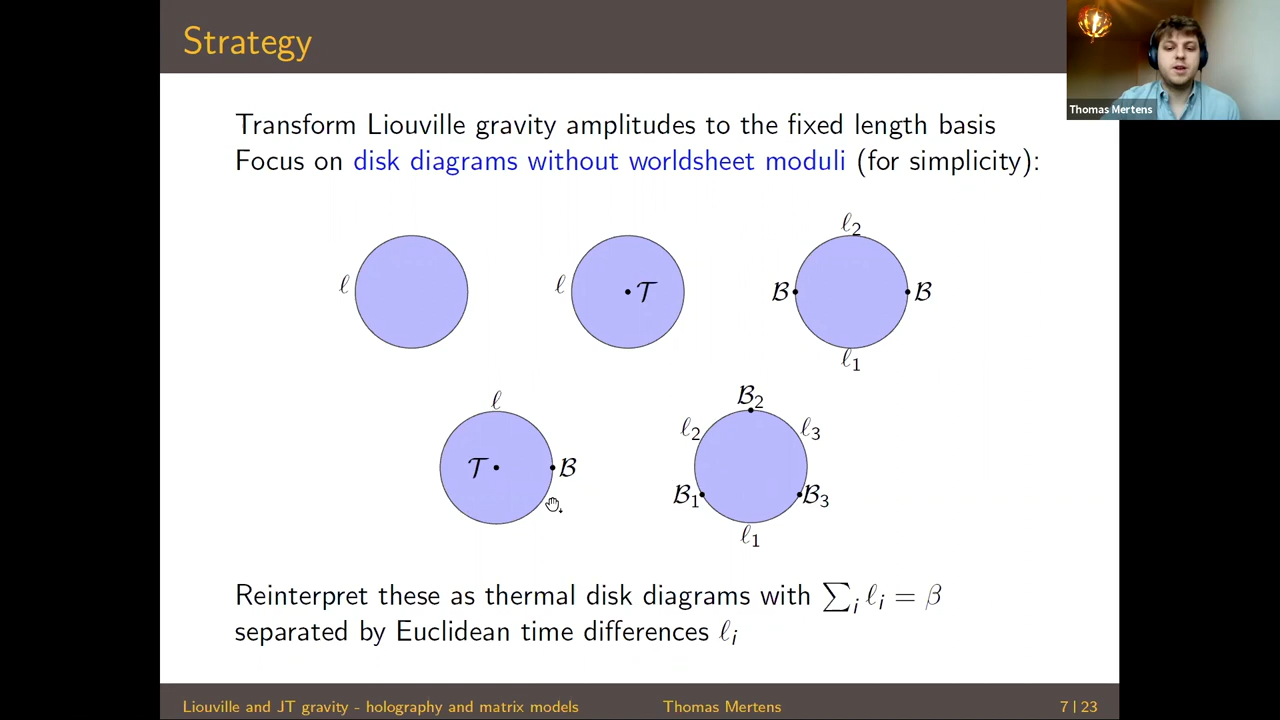 Strategy
Thomas Mertens
Transform Liouville gravity amplitudes to the fixed length basis
Focus on disk diagrams without worldsheet moduli (for simplicity):
ℓ
ℓ
𝒯
ℓ₂
ℬ
ℬ
ℓ₁
ℓ
𝒯
ℬ
ℬ₂
ℓ₂
ℓ₃
ℬ₁
ℬ₃
ℓ₁
Reinterpret these as thermal disk diagrams with ∑ᵢ ℓᵢ = β
separated by Euclidean time differences ℓᵢ
Liouville and JT gravity - holography and matrix models
Thomas Mertens
7 | 23